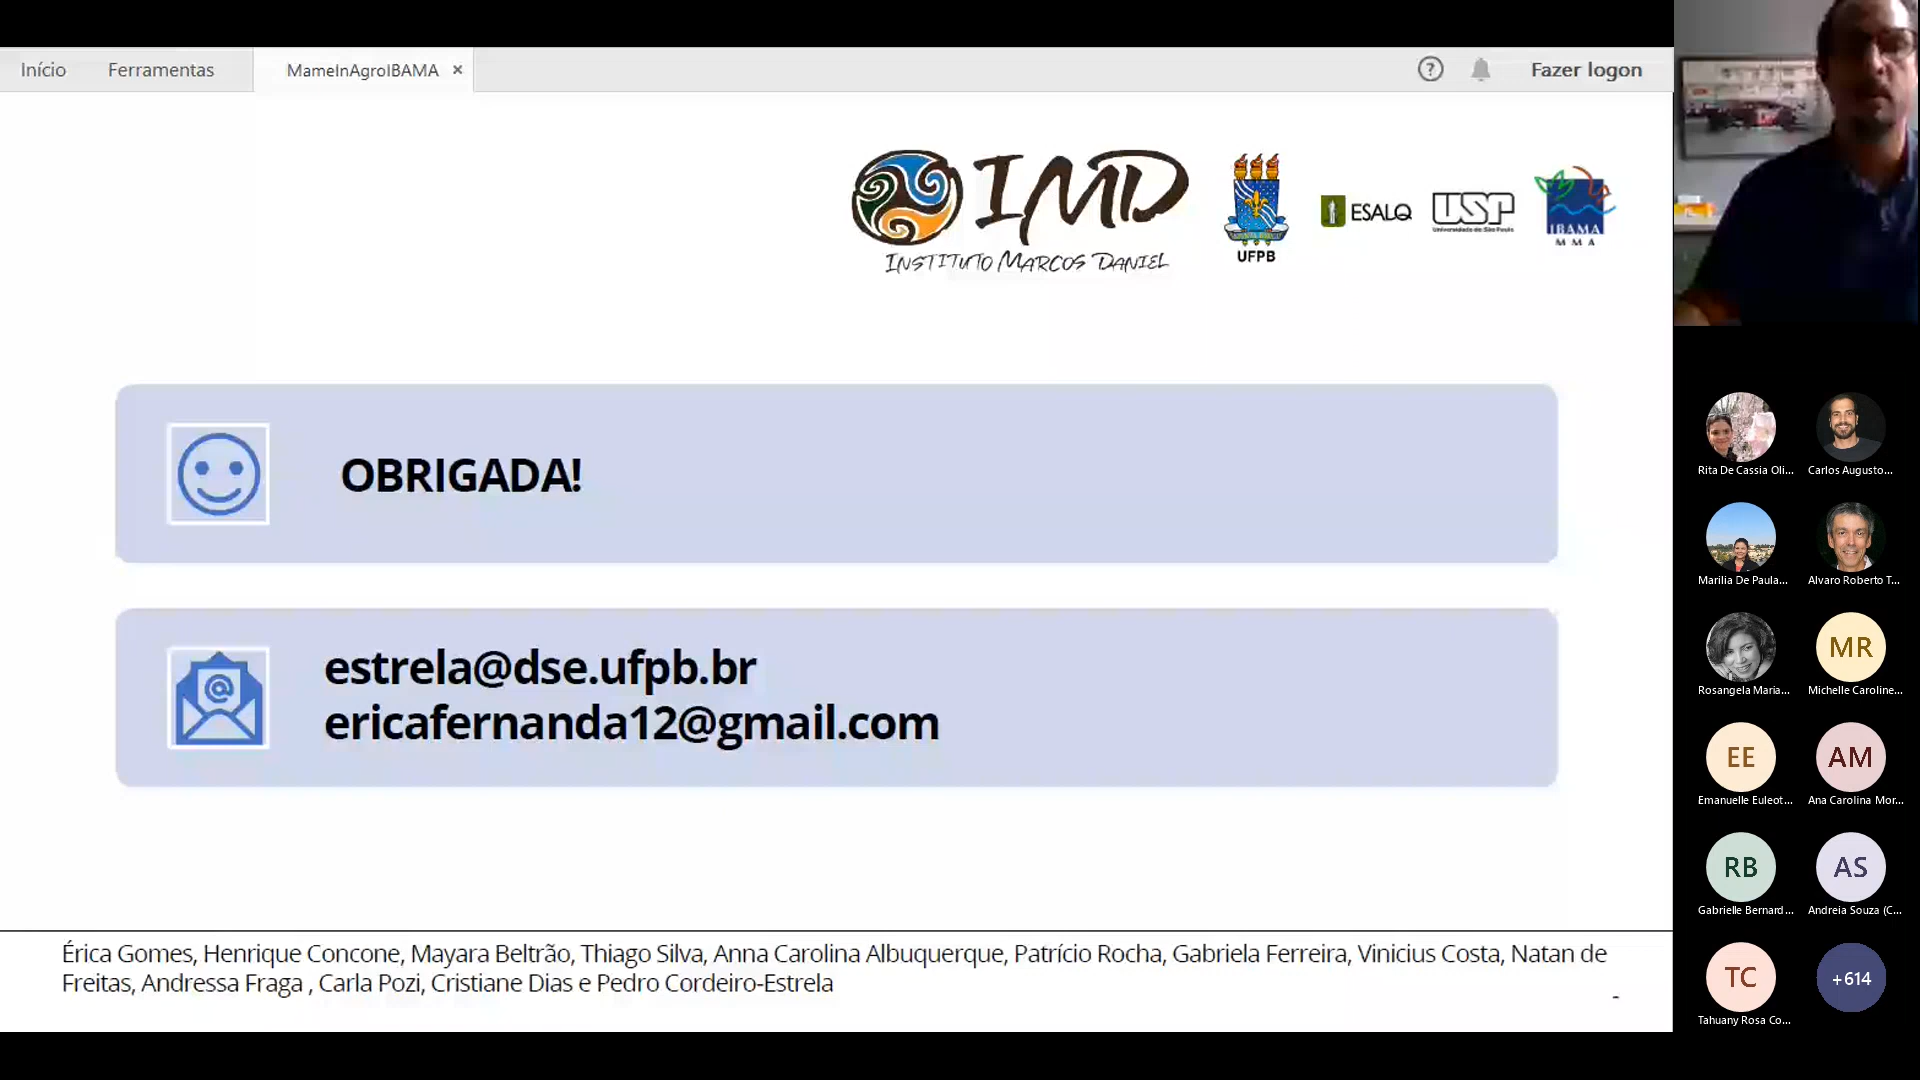 Início
Ferramentas
MameInAgroIBAMA
Fazer logon
IMD
INSTITUTO MARCOS DANIEL
UFPB
ESALQ
USP
Universidade de São Paulo
IBAMA
M M A
OBRIGADA!
estrela@dse.ufpb.br
ericafernanda12@gmail.com
Érica Gomes, Henrique Concone, Mayara Beltrão, Thiago Silva, Anna Carolina Albuquerque, Patrício Rocha, Gabriela Ferreira, Vinicius Costa, Natan de
Freitas, Andressa Fraga , Carla Pozi, Cristiane Dias e Pedro Cordeiro-Estrela
-
Rita De Cassia Oli...
Carlos Augusto...
Marilia De Paula...
Alvaro Roberto T...
Rosangela Maria...
MR
Michelle Caroline...
EE
Emanuelle Euleot...
AM
Ana Carolina Mor...
RB
Gabrielle Bernard...
AS
Andreia Souza (C...
TC
Tahuany Rosa Co...
+614